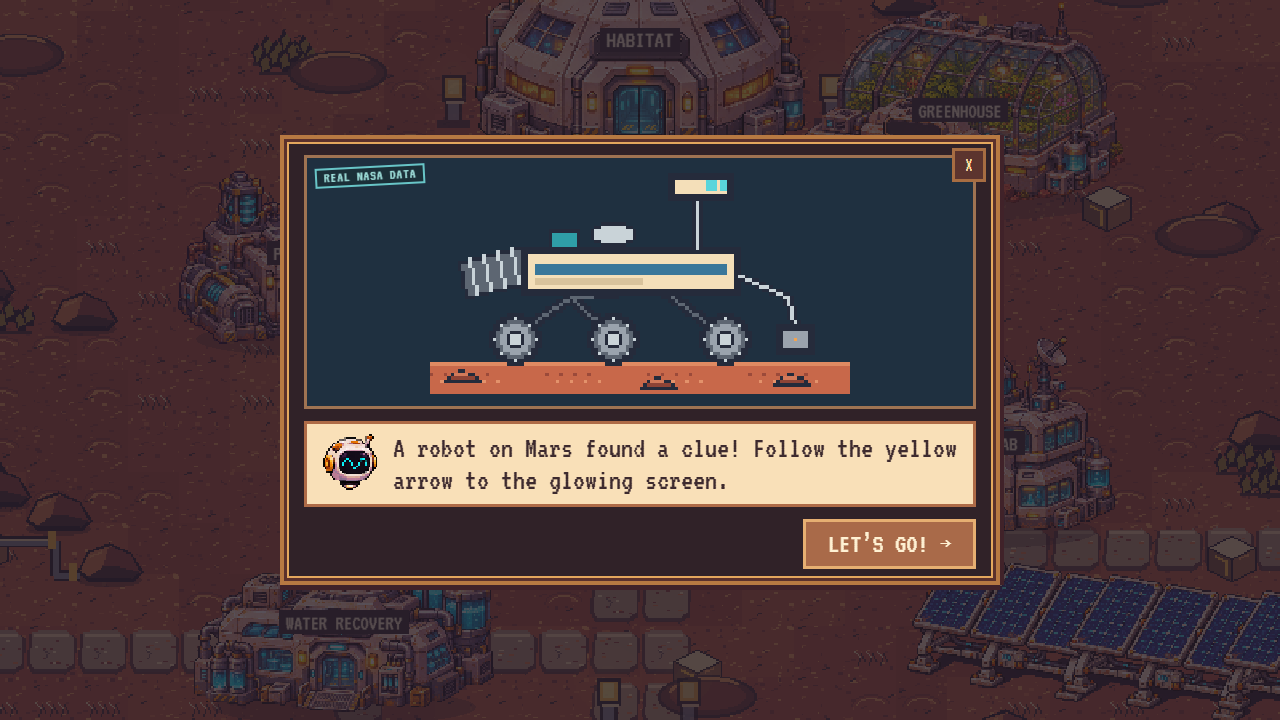 HABITAT
GREENHOUSE
REAL NASA DATA
X
A robot on Mars found a clue! Follow the yellow
arrow to the glowing screen.
LET'S GO! →
WATER RECOVERY